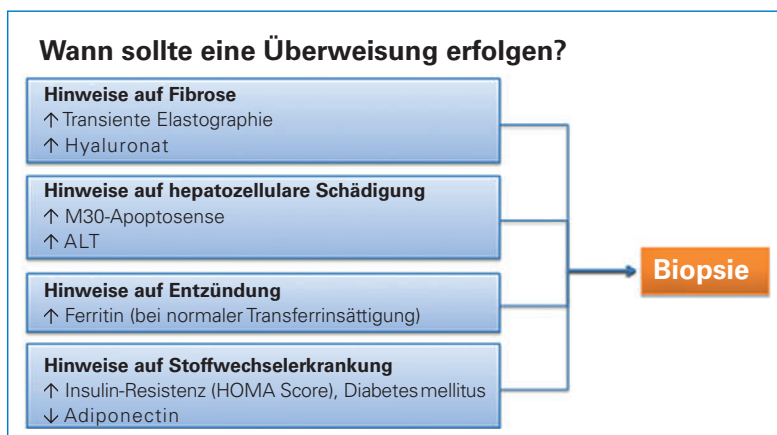 Wann sollte eine Überweisung erfolgen?
Hinweise auf Fibrose
↑ Transiente Elastographie
↑ Hyaluronat
Hinweise auf hepatozellulare Schädigung
↑ M30-Apoptosense
↑ ALT
Hinweise auf Entzündung
↑ Ferritin (bei normaler Transferrinsättigung)
Hinweise auf Stoffwechselerkrankung
↑ Insulin-Resistenz (HOMA Score), Diabetes mellitus
↓ Adiponectin
Biopsie